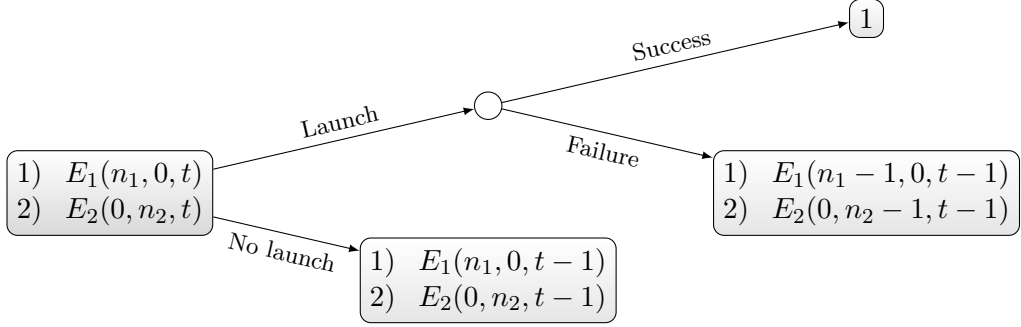 1
Success
Launch
Failure
1) E₁(n₁, 0, t)
2) E₂(0, n₂, t)
1) E₁(n₁ − 1, 0, t − 1)
2) E₂(0, n₂ − 1, t − 1)
No launch
1) E₁(n₁, 0, t − 1)
2) E₂(0, n₂, t − 1)